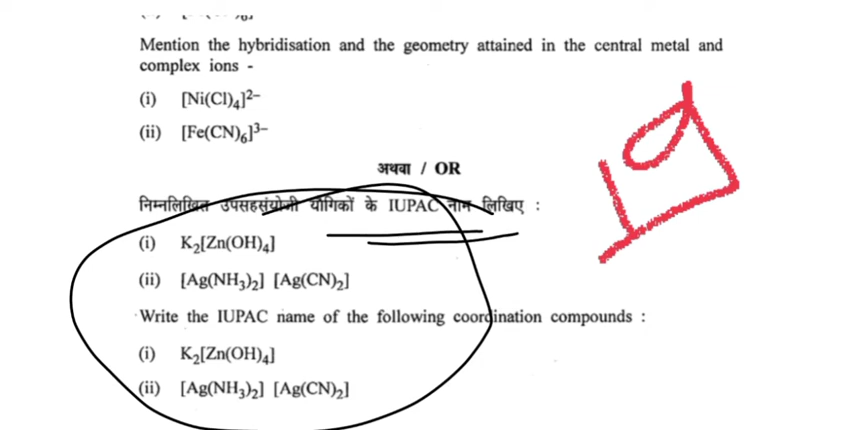 Mention the hybridisation and the geometry attained in the central metal and
complex ions -
(i) [Ni(Cl)₄]²⁻
(ii) [Fe(CN)₆]³⁻
अथवा / OR
निम्नलिखित उपसहसंयोजी यौगिकों के IUPAC नाम लिखिए :
(i) K₂[Zn(OH)₄]
(ii) [Ag(NH₃)₂] [Ag(CN)₂]
Write the IUPAC name of the following coordination compounds :
(i) K₂[Zn(OH)₄]
(ii) [Ag(NH₃)₂] [Ag(CN)₂]